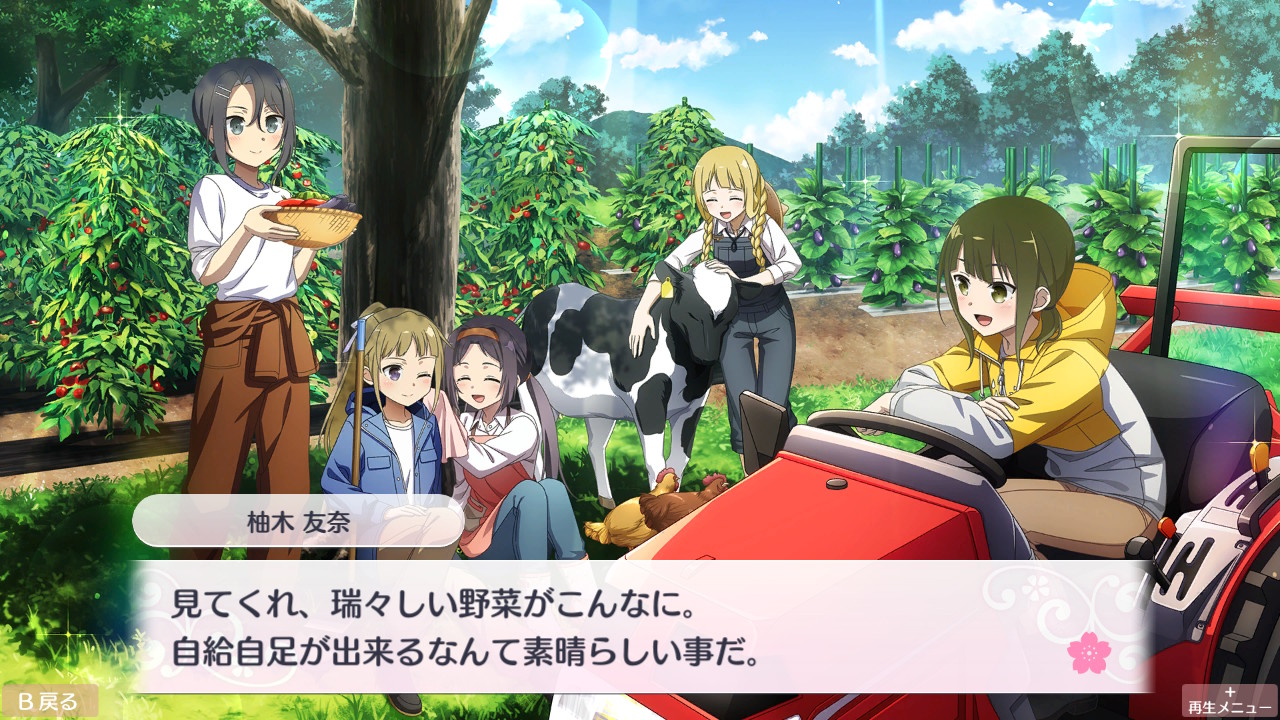 柚木 友奈
見てくれ、瑞々しい野菜がこんなに。
自給自足が出来るなんて素晴らしい事だ。
B 戻る
+
再生メニュー